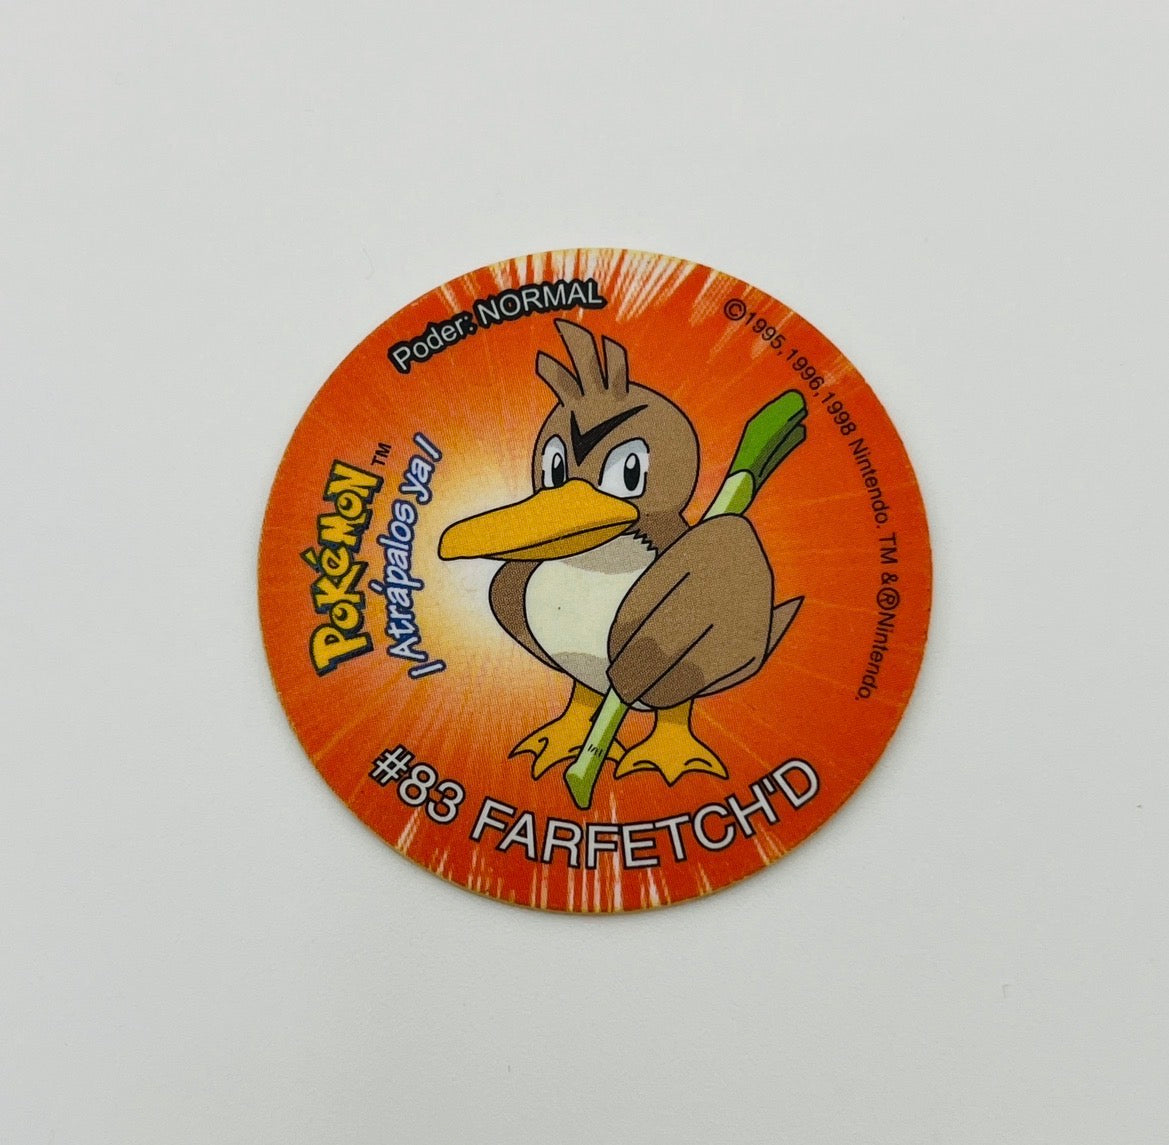 Poder: NORMAL
©1995,1996,1998 Nintendo. TM &®Nintendo.
POKéMON™
¡Atrápalos ya!
#83 FARFETCH'D